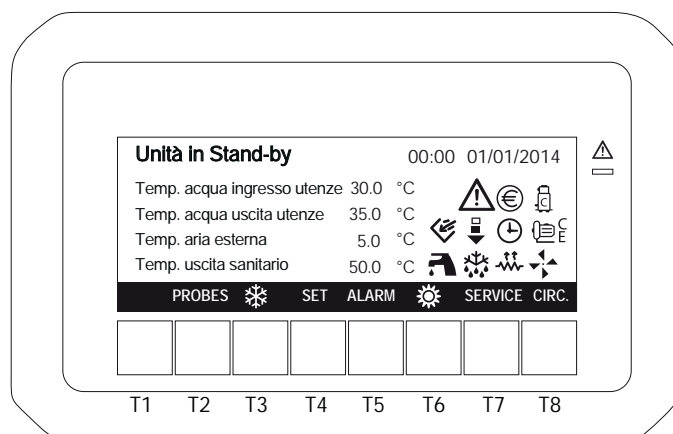 Unità in Stand-by 00:00 01/01/2014
Temp. acqua ingresso utenze 30.0 °C
Temp. acqua uscita utenze 35.0 °C
Temp. aria esterna 5.0 °C
Temp. uscita sanitario 50.0 °C
€ C
C
E
PROBES SET ALARM SERVICE CIRC.
T1 T2 T3 T4 T5 T6 T7 T8